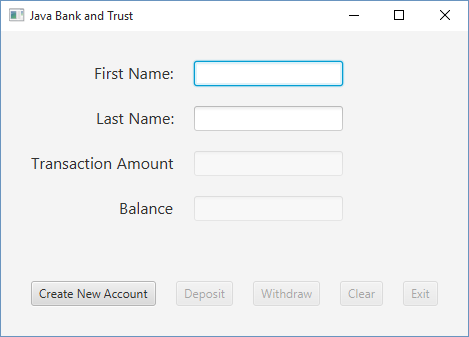 Java Bank and Trust
First Name:
Last Name:
Transaction Amount
Balance
Create New Account Deposit Withdraw Clear Exit